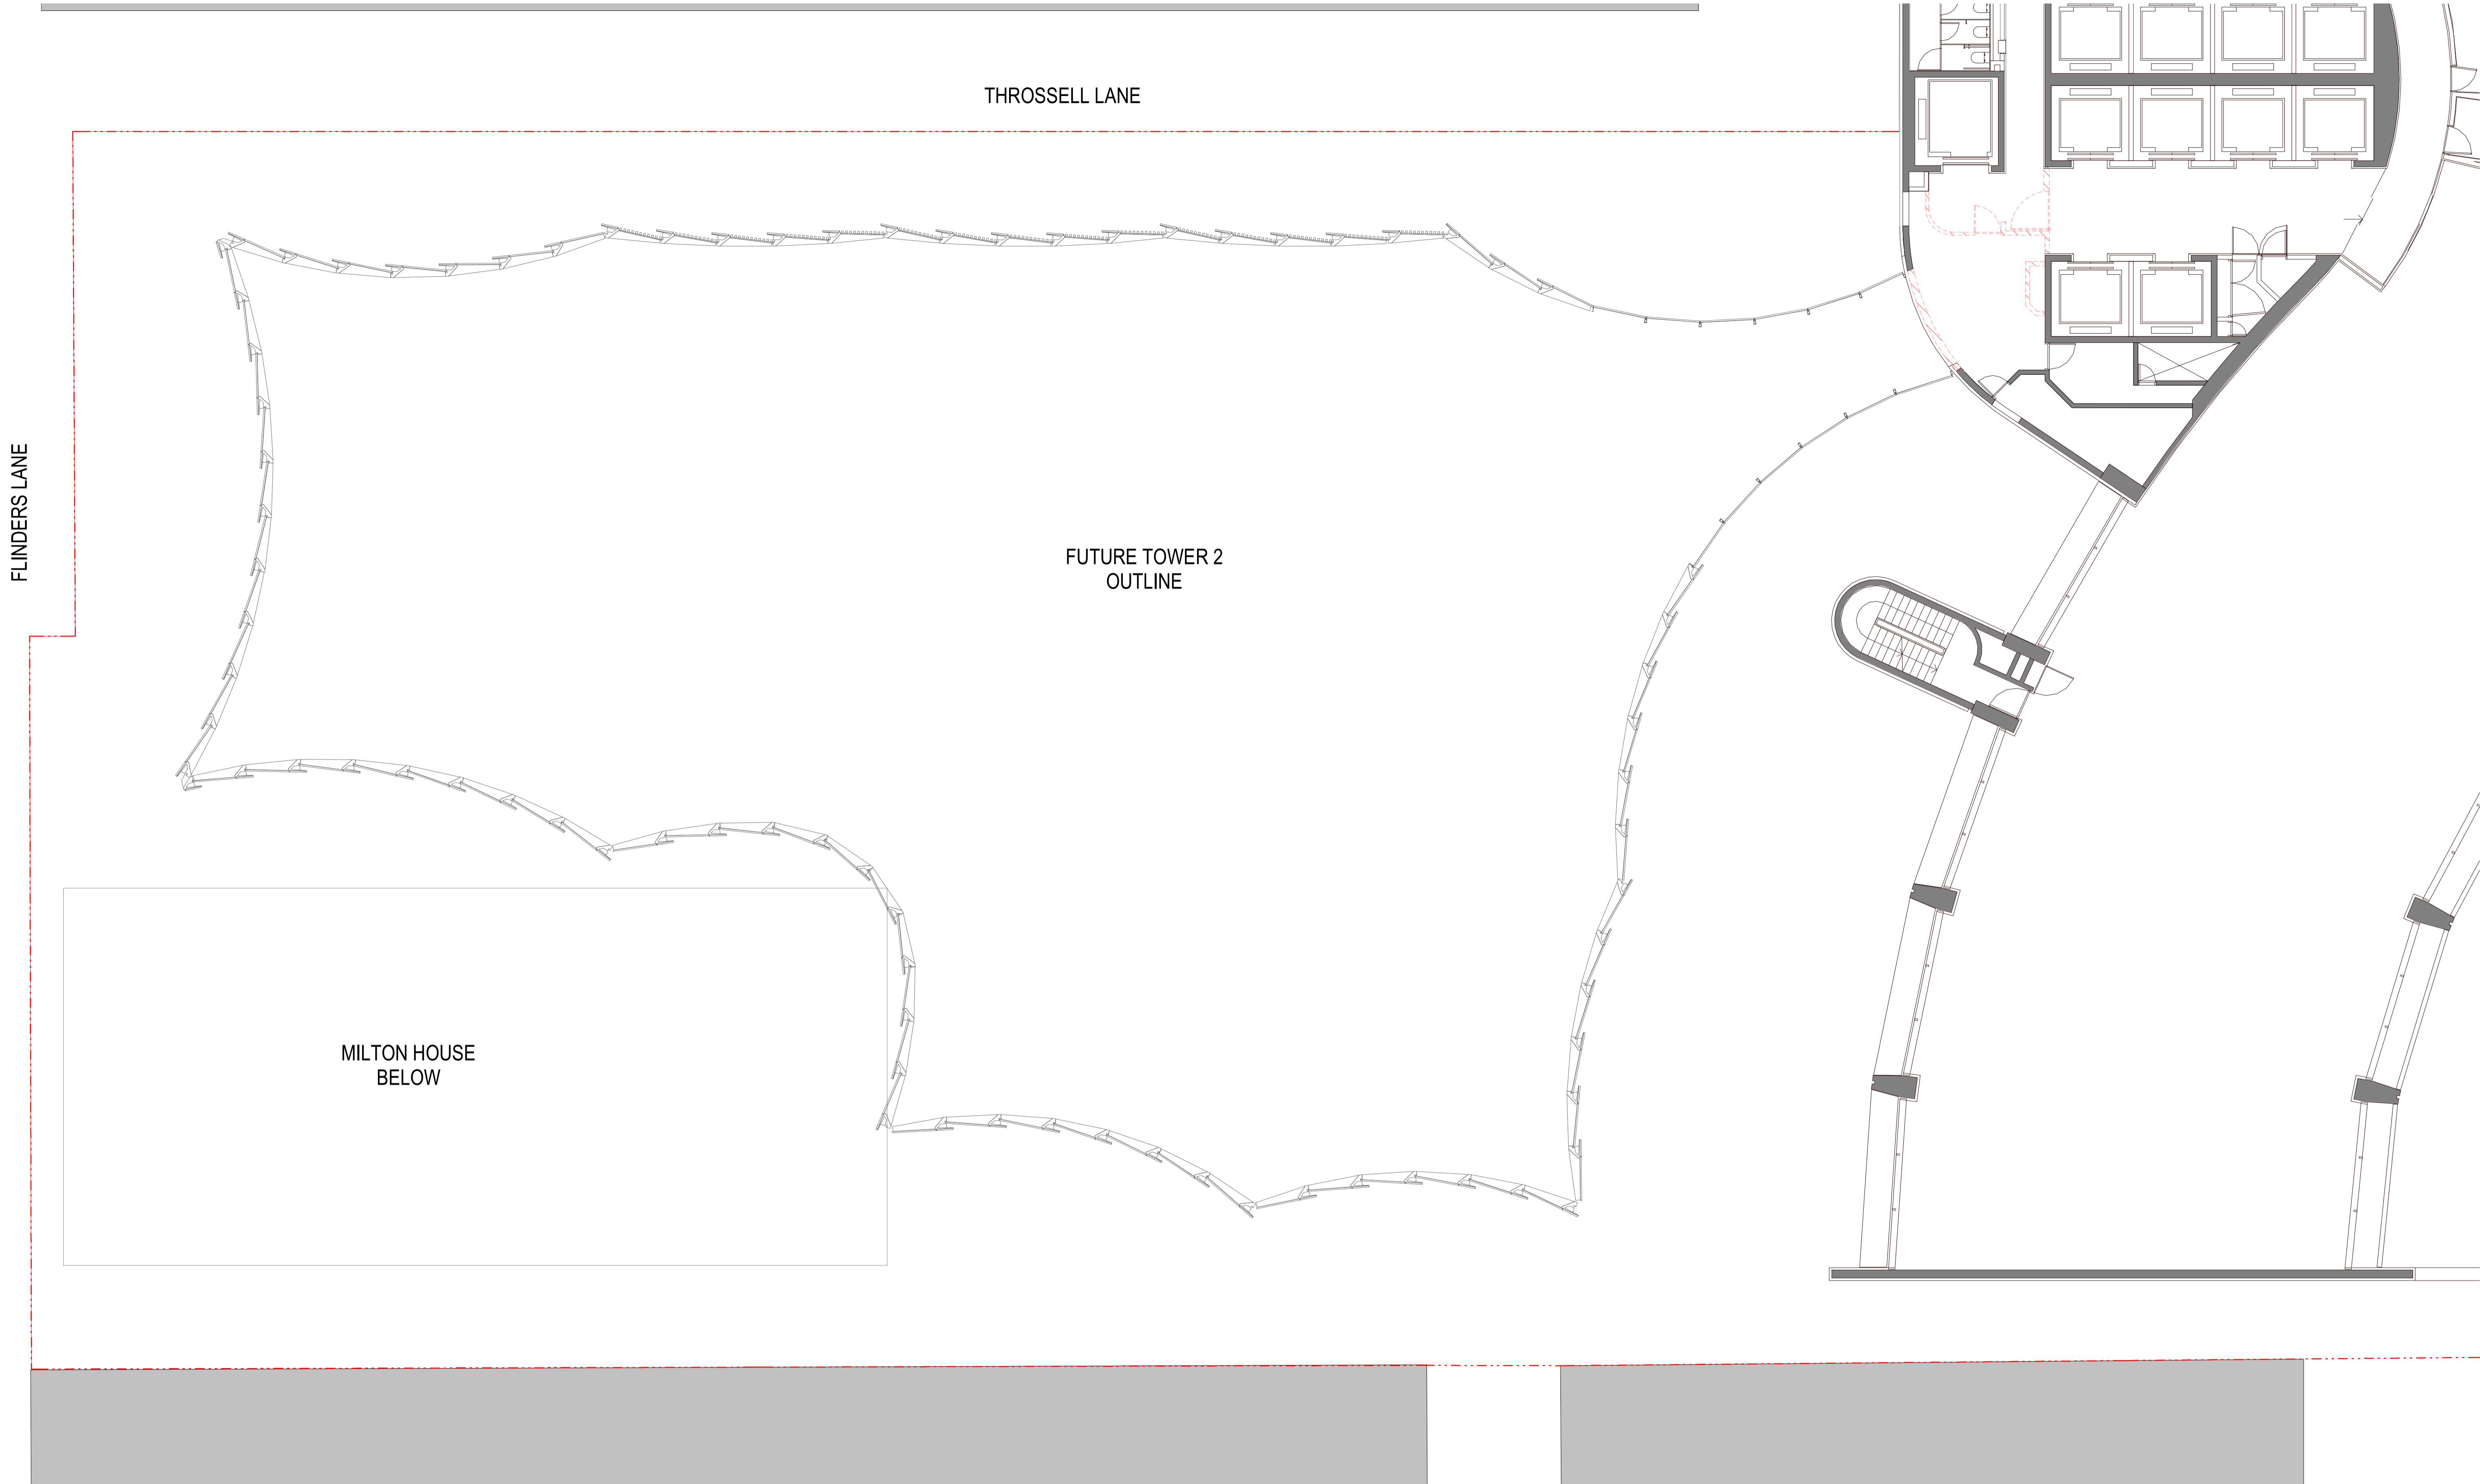 THROSSELL LANE
FLINDERS LANE
FUTURE TOWER 2
OUTLINE
MILTON HOUSE
BELOW